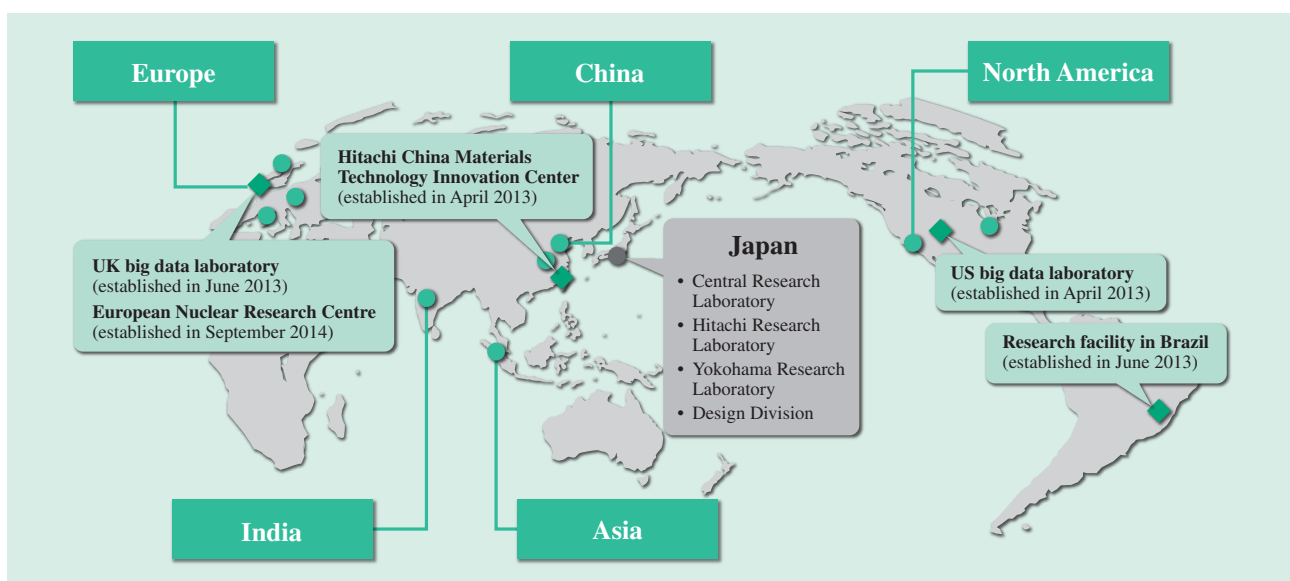 Europe
China
North America
Hitachi China Materials
Technology Innovation Center
(established in April 2013)
UK big data laboratory
(established in June 2013)
European Nuclear Research Centre
(established in September 2014)
Japan
• Central Research
Laboratory
• Hitachi Research
Laboratory
• Yokohama Research
Laboratory
• Design Division
US big data laboratory
(established in April 2013)
Research facility in Brazil
(established in June 2013)
India
Asia